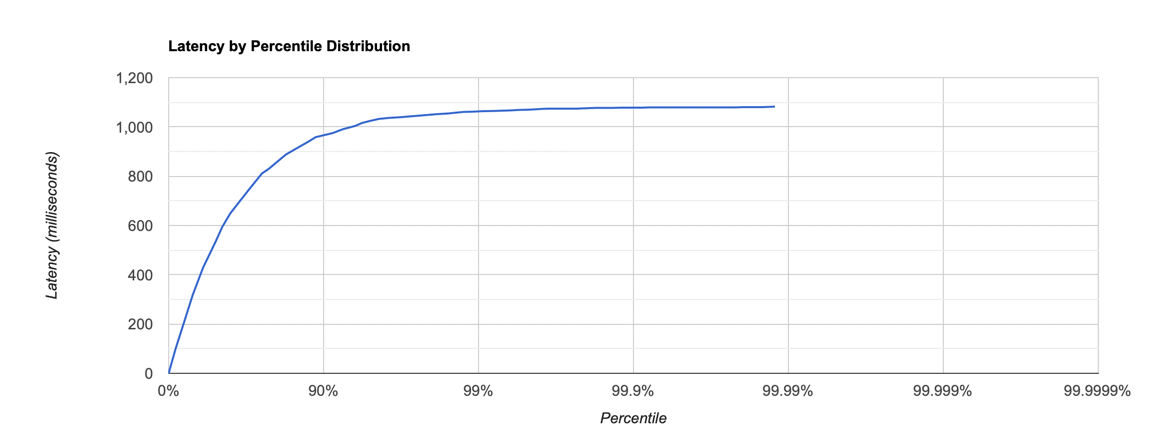 Latency by Percentile Distribution
1,200
1,000
800
600
400
200
0
Latency (milliseconds)
0% 90% 99% 99.9% 99.99% 99.999% 99.9999%
Percentile